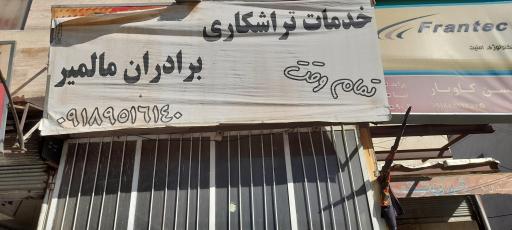 خدمات تراشکاری
برادران مالمیر
تمام وقت
۰۹۱۸۹۵۱۶۱۴۰
Frantec